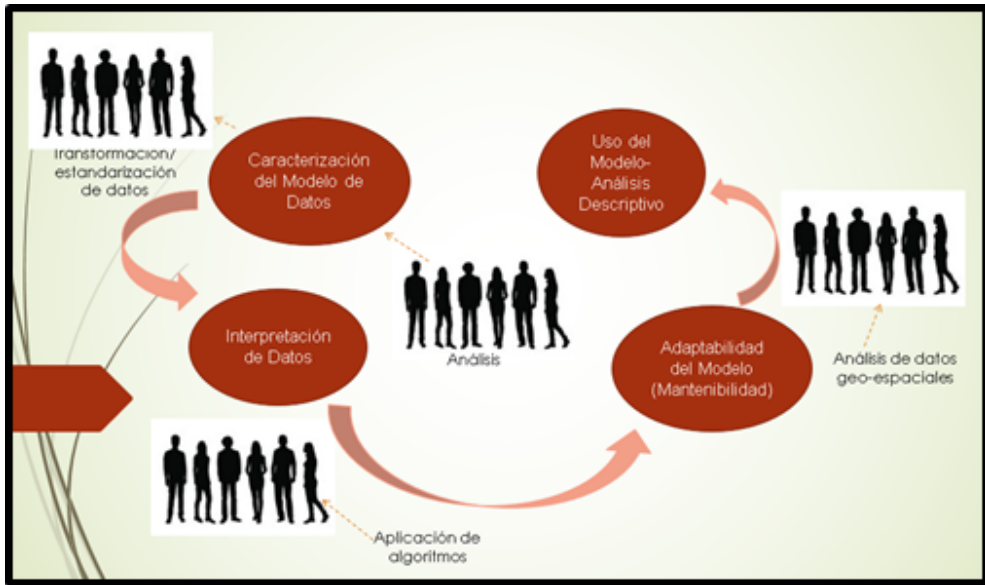 Transformación/
estandarización
de datos
Caracterización
del Modelo de
Datos
Uso del
Modelo-
Análisis
Descriptivo
Interpretación
de Datos
Análisis
Adaptabilidad
del Modelo
(Mantenibilidad)
Análisis de datos
geo-espaciales
Aplicación de
algoritmos